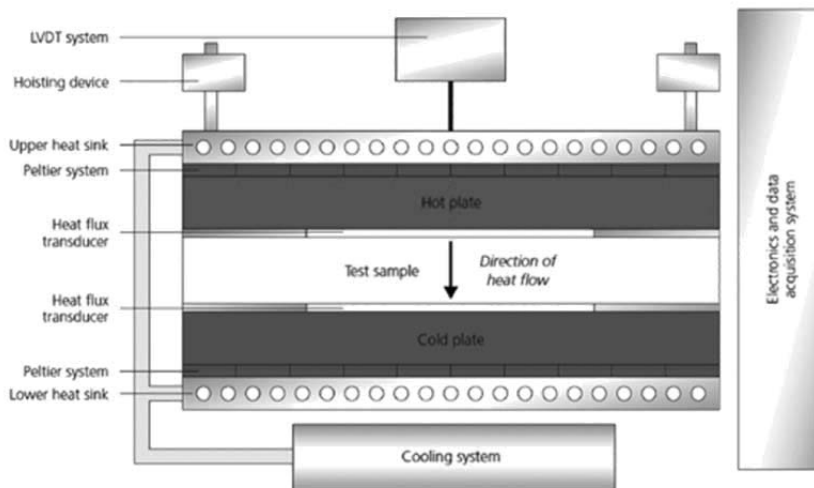 LVDT system
Hoisting device
Upper heat sink
Peltier system
Hot plate
Heat flux
transducer
Test sample
Direction of
heat flow
Heat flux
transducer
Cold plate
Peltier system
Lower heat sink
Cooling system
Electronics and data
acquisition system